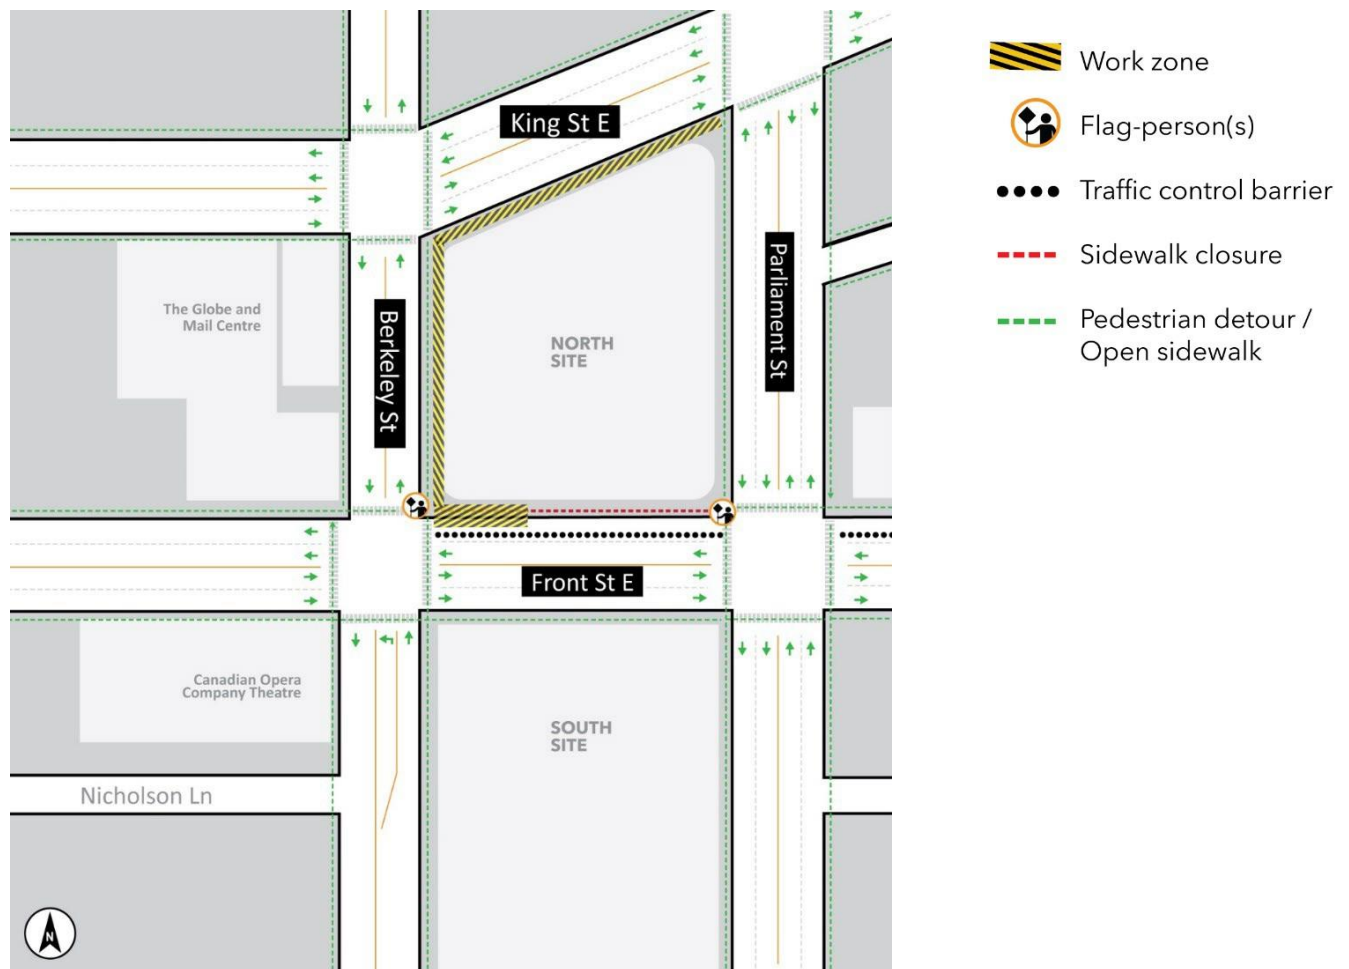 King St E
Parliament St
Berkeley St
The Globe and
Mail Centre
NORTH
SITE
Front St E
Canadian Opera
Company Theatre
SOUTH
SITE
Nicholson Ln
N
Work zone
Flag-person(s)
Traffic control barrier
Sidewalk closure
Pedestrian detour /
Open sidewalk